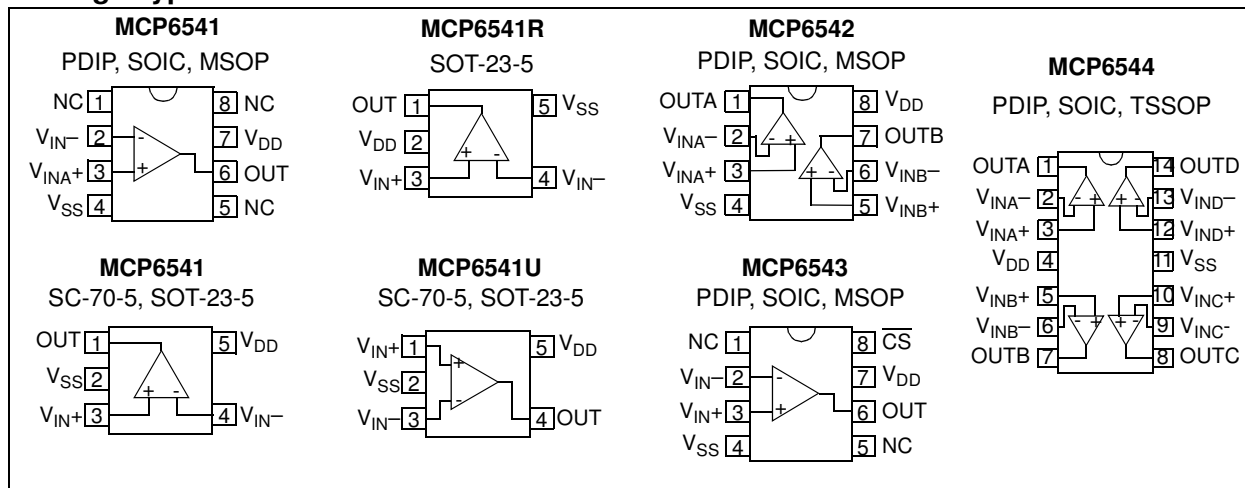 MCP6541
PDIP, SOIC, MSOP
NC 1 8 NC
VIN– 2 - 7 VDD
VINA+ 3 + 6 OUT
VSS 4 5 NC
MCP6541R
SOT-23-5
OUT 1 5 VSS
VDD 2
VIN+ 3 + - 4 VIN–
MCP6542
PDIP, SOIC, MSOP
OUTA 1 8 VDD
VINA– 2 - + 7 OUTB
VINA+ 3 + - 6 VINB–
VSS 4 5 VINB+
MCP6544
PDIP, SOIC, TSSOP
OUTA 1 14 OUTD
VINA– 2 - + + - 13 VIND–
VINA+ 3 12 VIND+
VDD 4 11 VSS
VINB+ 5 10 VINC+
VINB– 6 - + + - 9 VINC-
OUTB 7 8 OUTC
MCP6541
SC-70-5, SOT-23-5
OUT 1 5 VDD
VSS 2
VIN+ 3 + - 4 VIN–
MCP6541U
SC-70-5, SOT-23-5
VIN+ 1 + 5 VDD
VSS 2
VIN– 3 - 4 OUT
MCP6543
PDIP, SOIC, MSOP
NC 1 8 CS
VIN– 2 - 7 VDD
VIN+ 3 + 6 OUT
VSS 4 5 NC